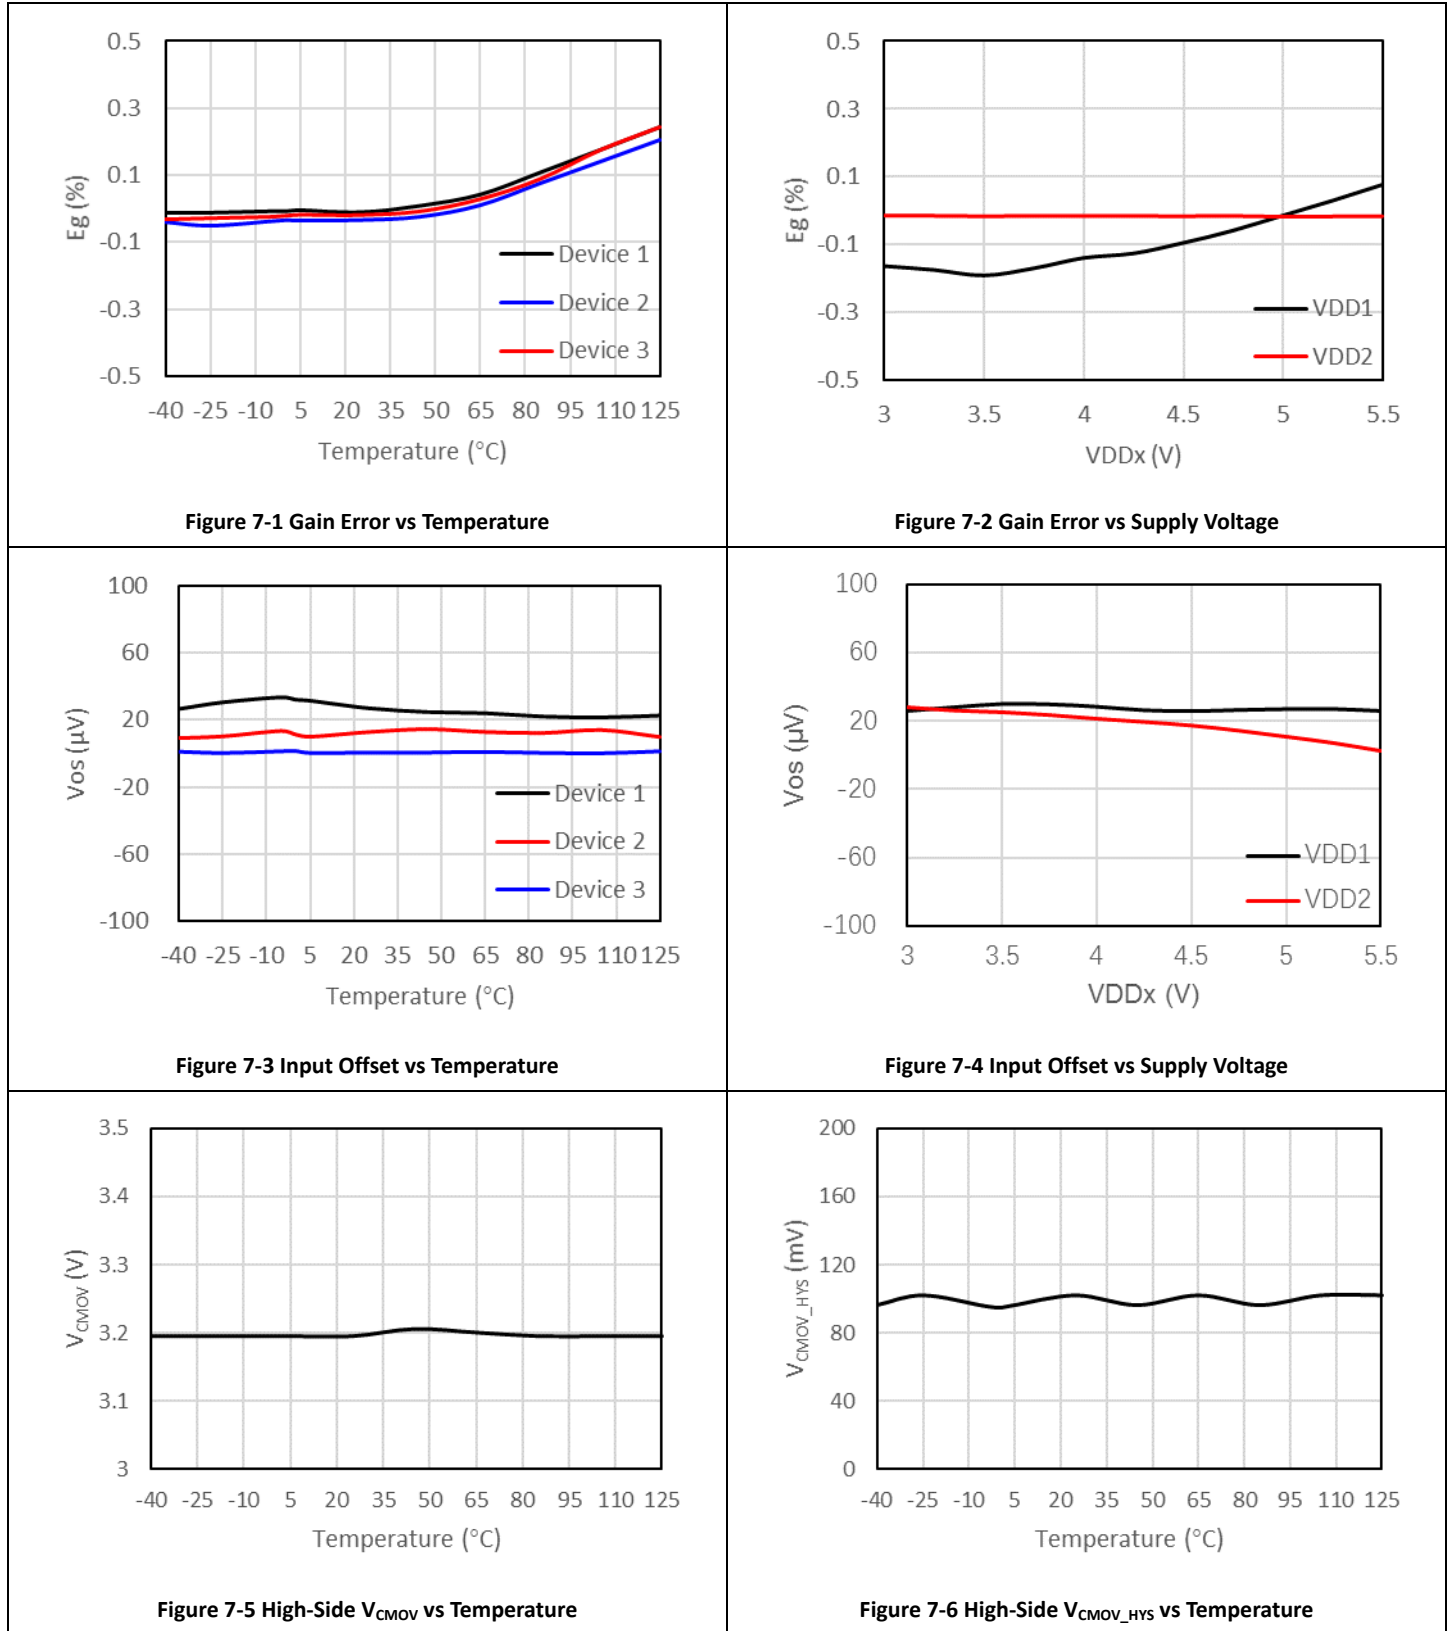 0.5
0.3
0.1
-0.1
-0.3
-0.5
Eg (%)
Device 1
Device 2
Device 3
-40 -25 -10 5 20 35 50 65 80 95 110 125
Temperature (°C)
Figure 7-1 Gain Error vs Temperature
0.5
0.3
0.1
-0.1
-0.3
-0.5
Eg (%)
VDD1
VDD2
3 3.5 4 4.5 5 5.5
VDDx (V)
Figure 7-2 Gain Error vs Supply Voltage
100
60
20
-20
-60
-100
Vos (µV)
Device 1
Device 2
Device 3
-40 -25 -10 5 20 35 50 65 80 95 110 125
Temperature (°C)
Figure 7-3 Input Offset vs Temperature
100
60
20
-20
-60
-100
Vos (µV)
VDD1
VDD2
3 3.5 4 4.5 5 5.5
VDDx (V)
Figure 7-4 Input Offset vs Supply Voltage
3.5
3.4
3.3
3.2
3.1
3
VCMOV (V)
-40 -25 -10 5 20 35 50 65 80 95 110 125
Temperature (°C)
Figure 7-5 High-Side VCMOV vs Temperature
200
160
120
80
40
0
VCMOV_HYS (mV)
-40 -25 -10 5 20 35 50 65 80 95 110 125
Temperature (°C)
Figure 7-6 High-Side VCMOV_HYS vs Temperature